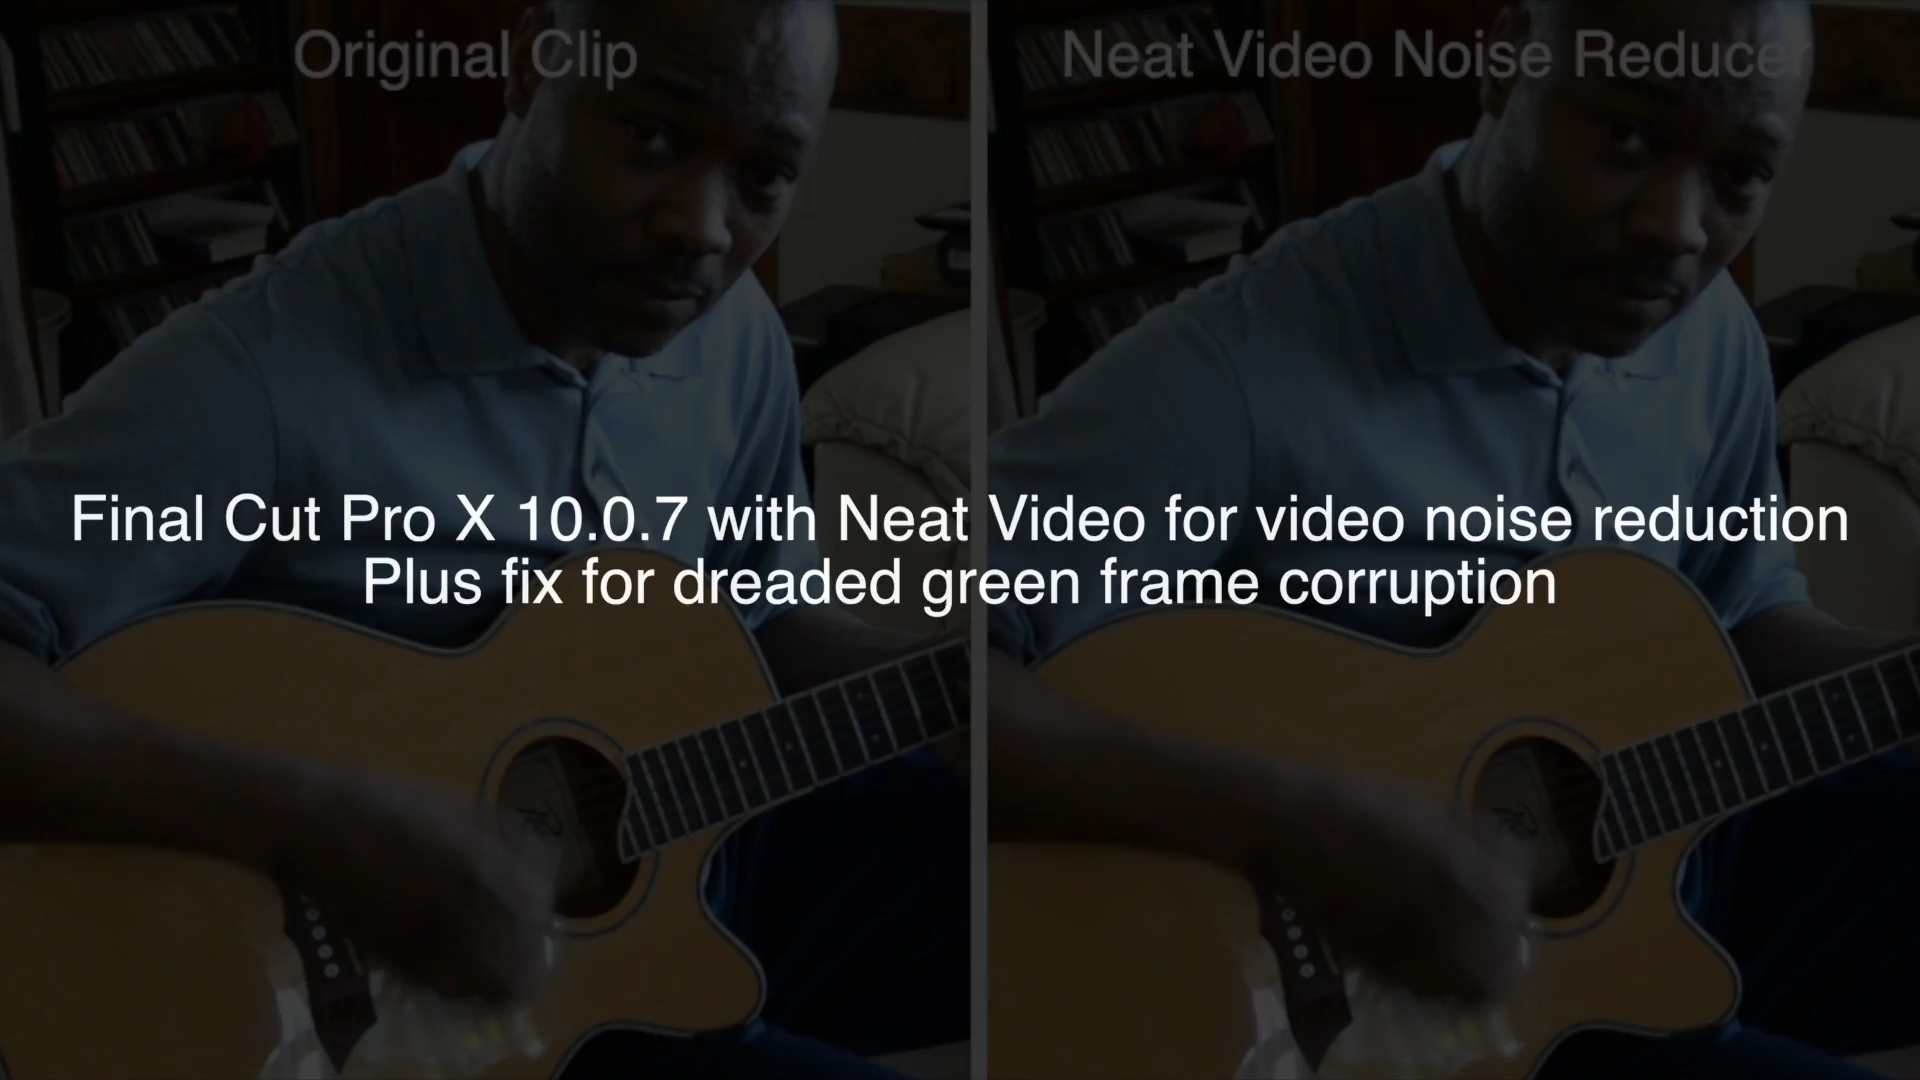 Original Clip
Neat Video Noise Reducer
Final Cut Pro X 10.0.7 with Neat Video for video noise reduction
Plus fix for dreaded green frame corruption